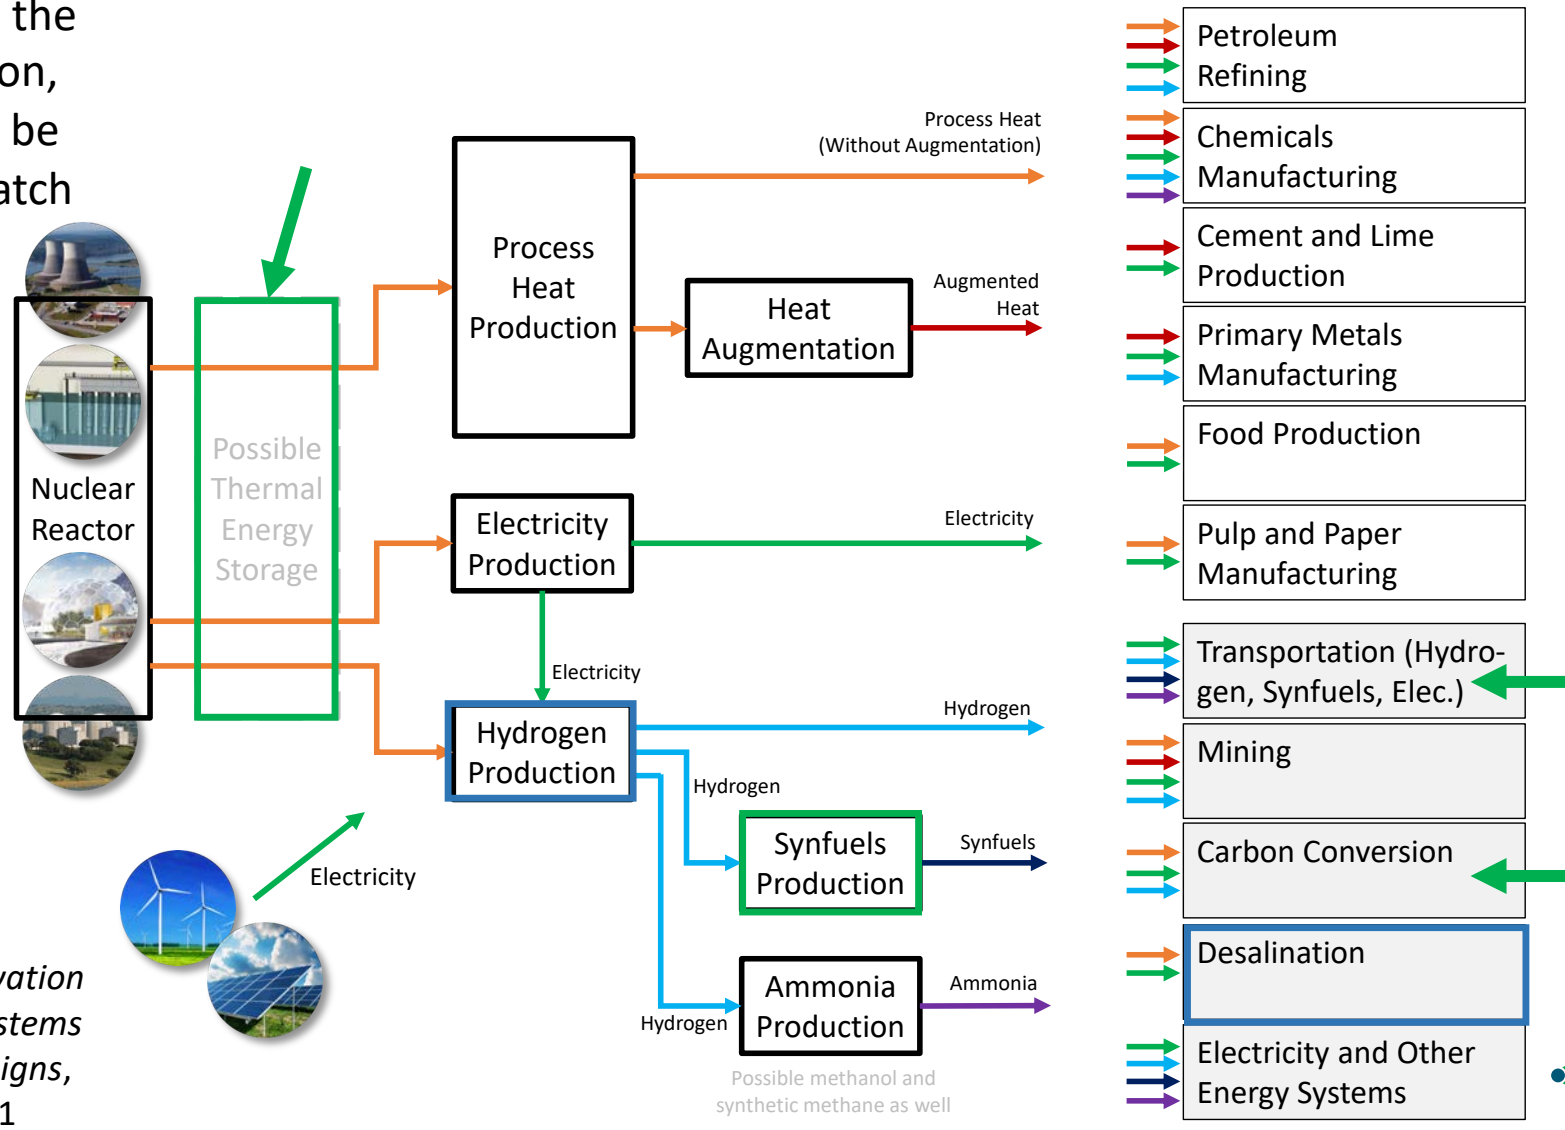 the
on,
be
atch
Nuclear
Reactor
Possible
Thermal
Energy
Storage
Process
Heat
Production
Process Heat
(Without Augmentation)
Heat
Augmentation
Augmented
Heat
Electricity
Production
Electricity
Electricity
Hydrogen
Production
Hydrogen
Hydrogen
Synfuels
Production
Synfuels
Hydrogen
Ammonia
Production
Ammonia
Possible methanol and
synthetic methane as well
Electricity
vation
stems
igns,
1
Petroleum
Refining
Chemicals
Manufacturing
Cement and Lime
Production
Primary Metals
Manufacturing
Food Production
Pulp and Paper
Manufacturing
Transportation (Hydro-
gen, Synfuels, Elec.)
Mining
Carbon Conversion
Desalination
Electricity and Other
Energy Systems